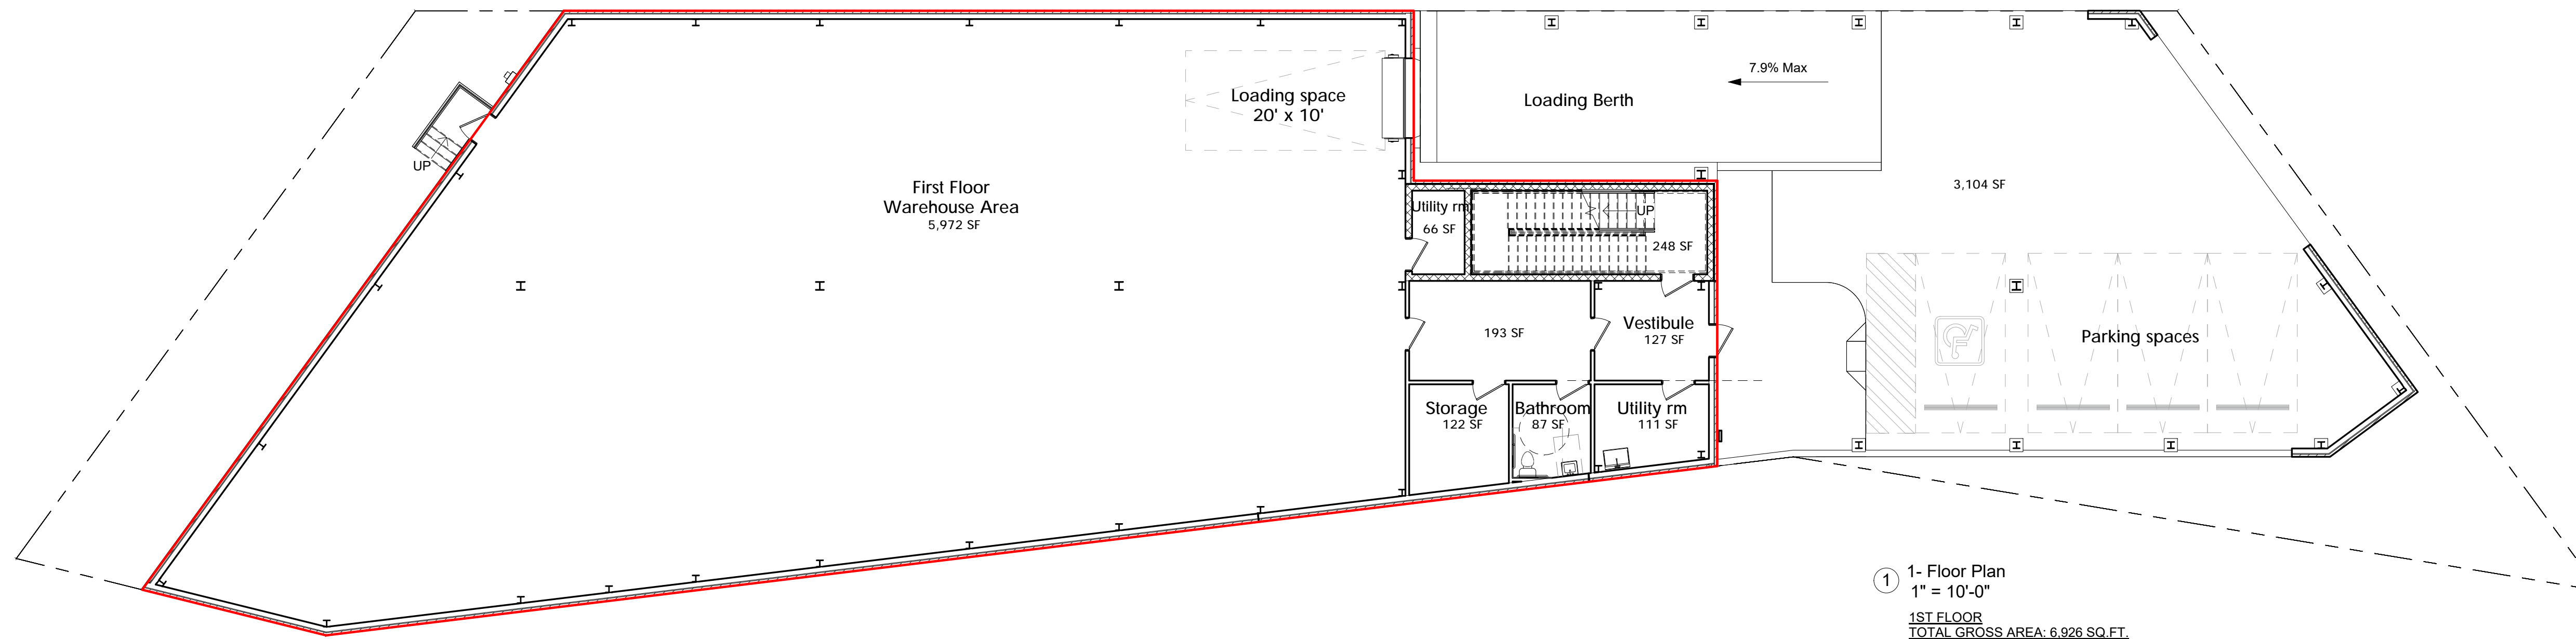 7.9% Max
Loading space
20' x 10'
Loading Berth
UP
First Floor
Warehouse Area
5,972 SF
3,104 SF
Utility rm
66 SF
UP
248 SF
193 SF
Vestibule
127 SF
Parking spaces
Storage
122 SF
Bathroom
87 SF
Utility rm
111 SF
1
1- Floor Plan
1" = 10'-0"
1ST FLOOR
TOTAL GROSS AREA: 6,926 SQ.FT.